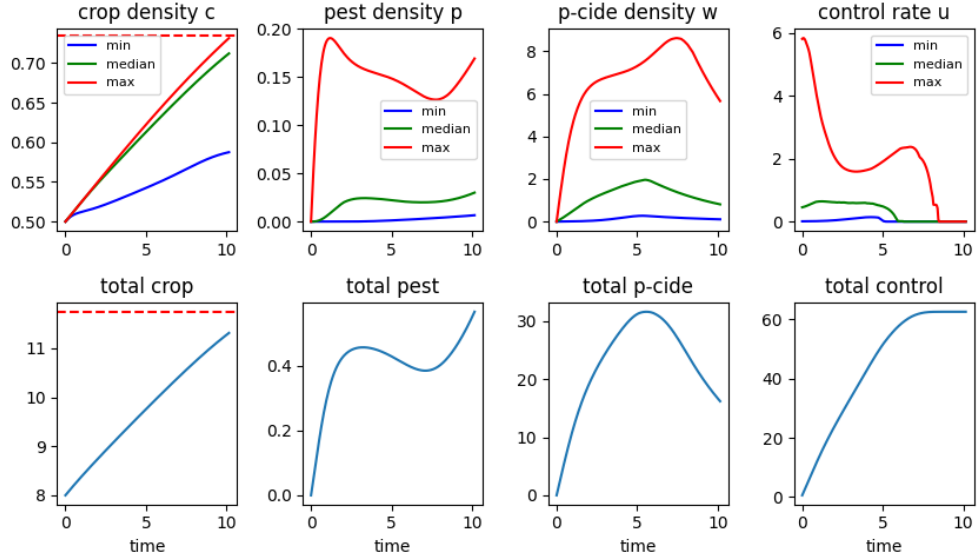 crop density c
pest density p
p-cide density w
control rate u
0.70
0.65
0.60
0.55
0.50
min
median
max
0 5 10
0.20
0.15
0.10
0.05
0.00
min
median
max
0 5 10
8
6
4
2
0
min
median
max
0 5 10
6
4
2
0
min
median
max
0 5 10
total crop
total pest
total p-cide
total control
11
10
9
8
0 5 10
time
0.4
0.2
0.0
0 5 10
time
30
20
10
0
0 5 10
time
60
40
20
0
0 5 10
time